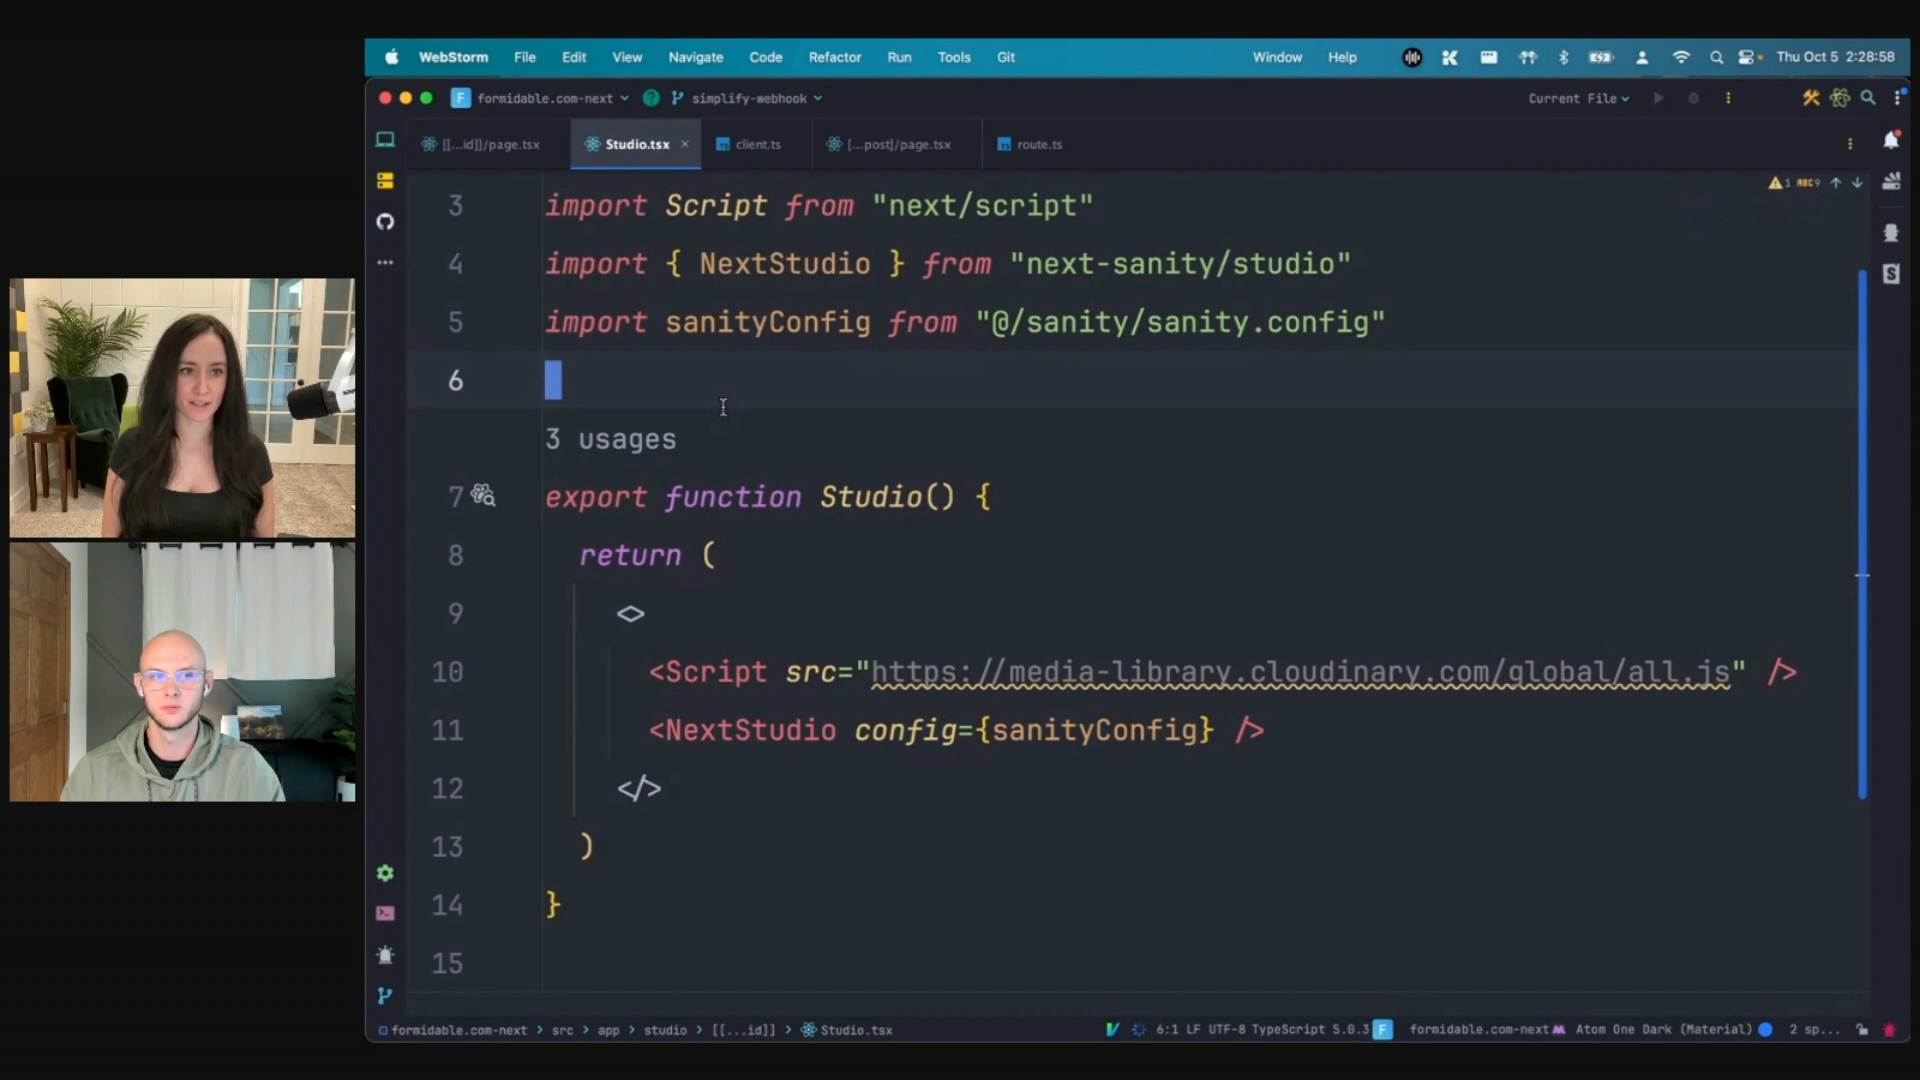 WebStorm File Edit View Navigate Code Refactor Run Tools Git Window Help Thu Oct 5 2:28:58
F formidable.com-next simplify-webhook Current File
[[...id]]/page.tsx Studio.tsx client.ts [...post]/page.tsx route.ts
1 ABC 9
3 import Script from "next/script"
4 import { NextStudio } from "next-sanity/studio"
5 import sanityConfig from "@/sanity/sanity.config"
6
3 usages
7 export function Studio() {
8 return (
9 <>
10 <Script src="https://media-library.cloudinary.com/global/all.js" />
11 <NextStudio config={sanityConfig} />
12 </>
13 )
14 }
15
formidable.com-next > src > app > studio > [[...id]] > Studio.tsx 6:1 LF UTF-8 TypeScript 5.0.3 F formidable.com-next Atom One Dark (Material) 2 sp...